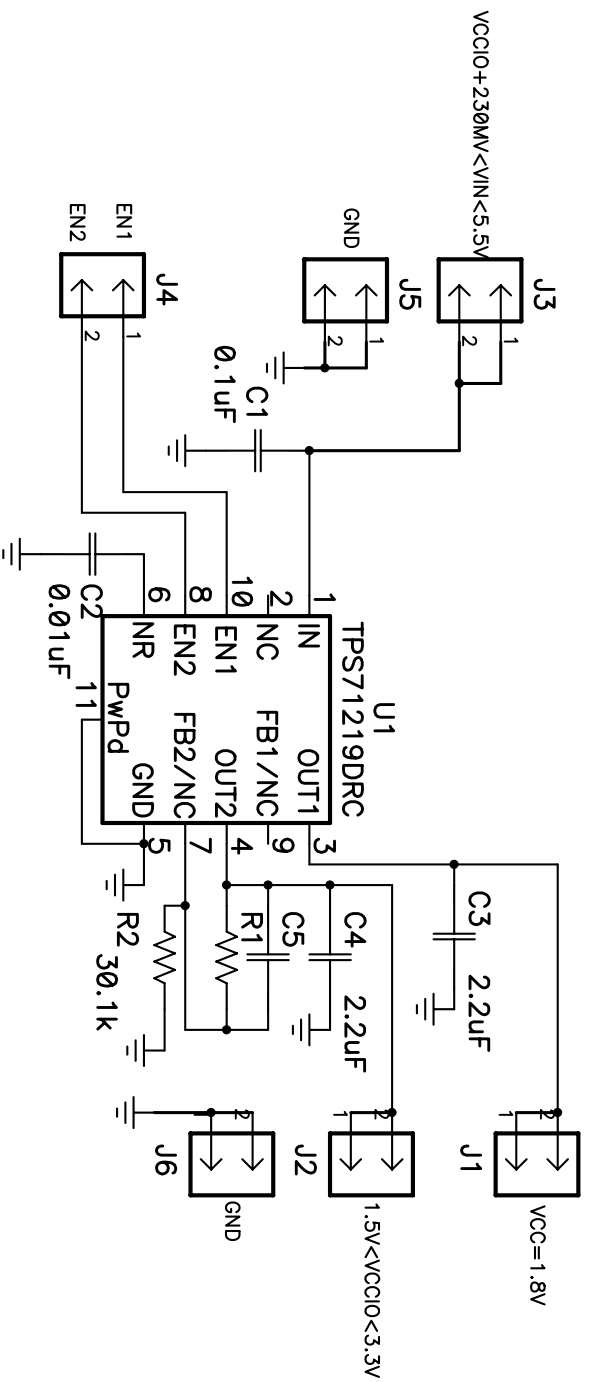 VCCIO+230MV<VIN<5.5V
J3
1
2
GND
J5
1
2
EN1
EN2
J4
1
2
C1
0.1uF
C2
0.01uF
U1
TPS71219DRC
1
IN
2
NC
10
EN1
8
EN2
6
NR
11
PwPd
OUT1
3
FB1/NC
9
OUT2
4
FB2/NC
7
GND
5
C3
2.2uF
C4
2.2uF
C5
R1
R2
30.1k
J1
1
2
VCC=1.8V
J2
1
2
1.5V<VCCIO<3.3V
J6
1
2
GND